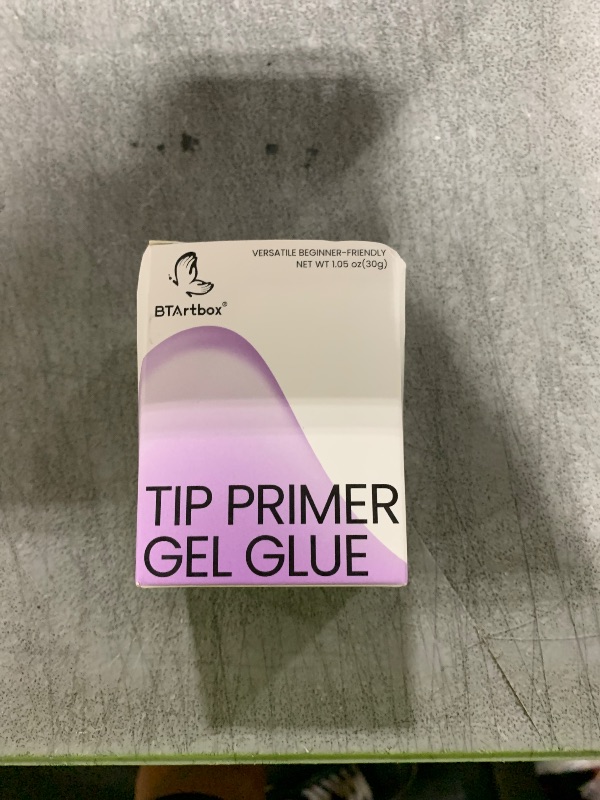 VERSATILE BEGINNER-FRIENDLY
NET WT 1.05 oz(30g)
BTArtbox®
TIP PRIMER
GEL GLUE